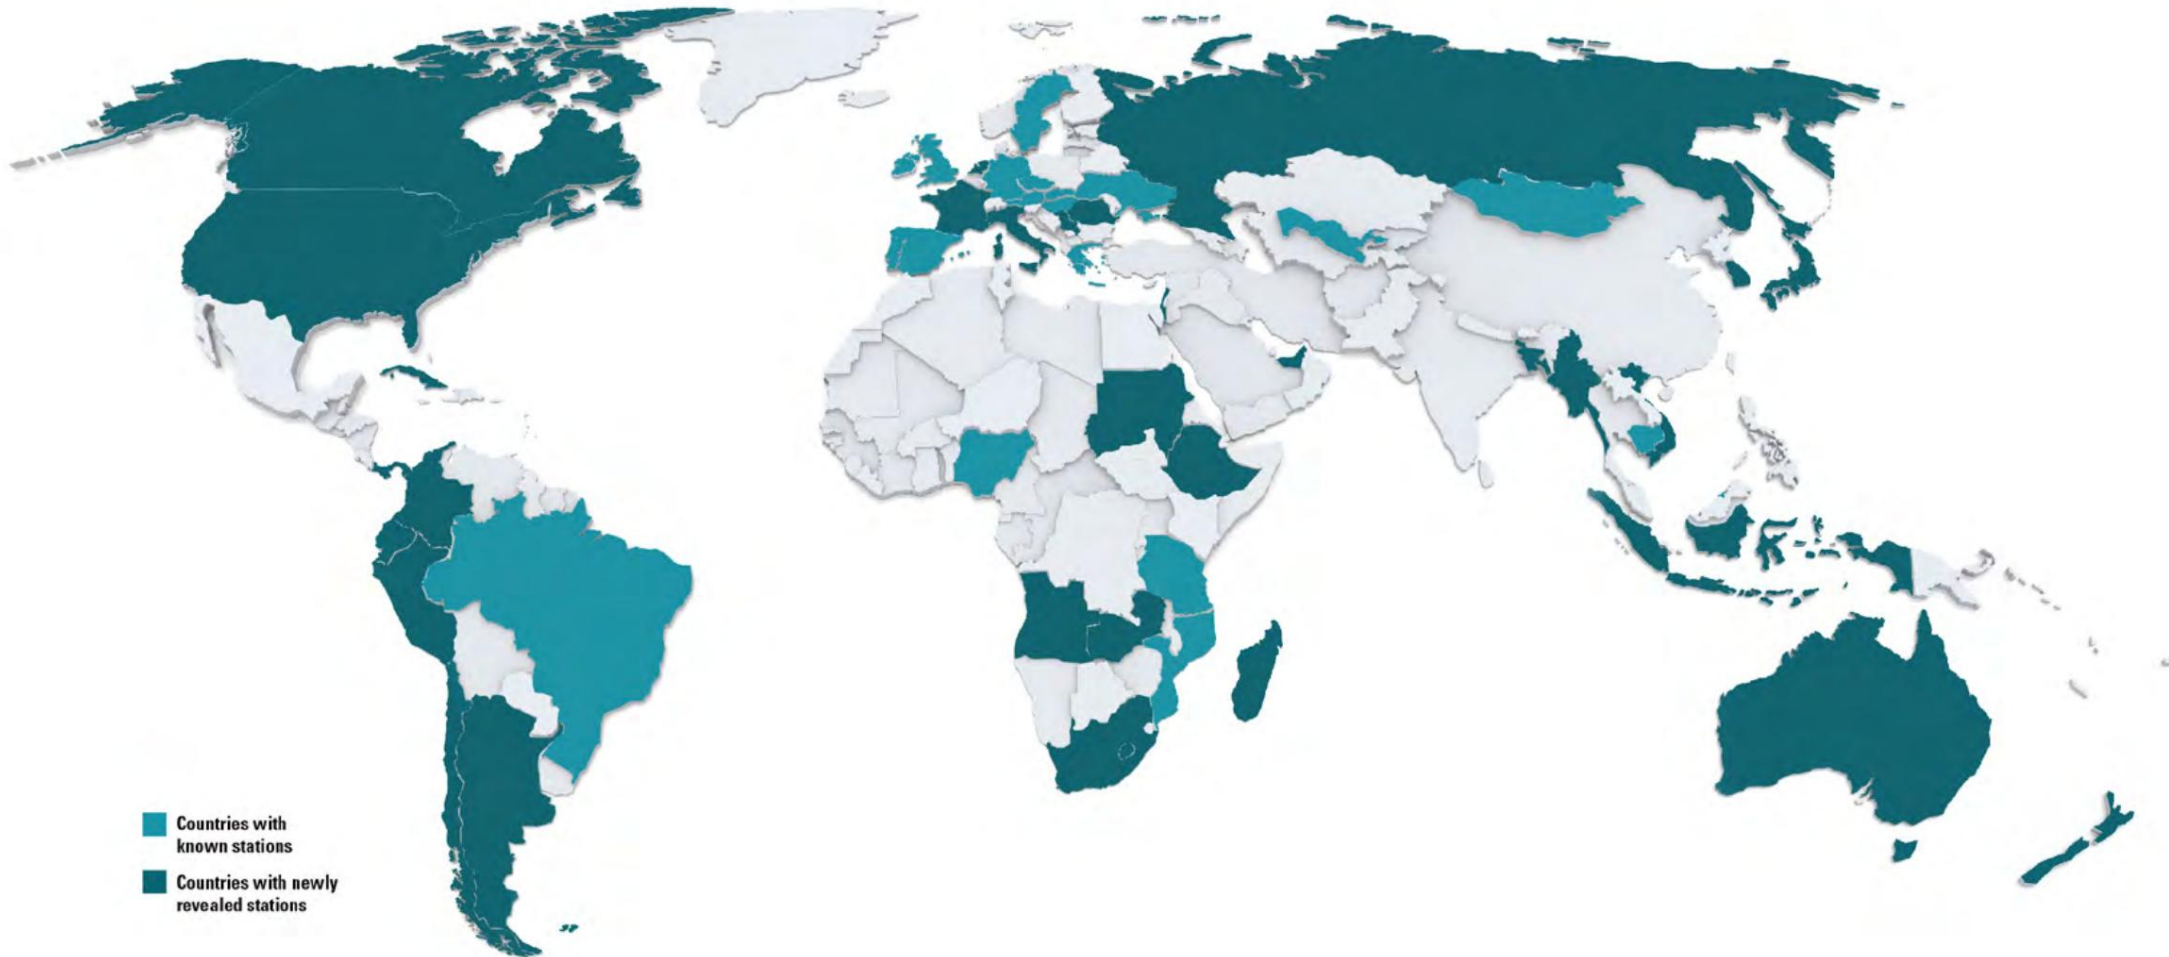 Countries with
known stations
Countries with newly
revealed stations